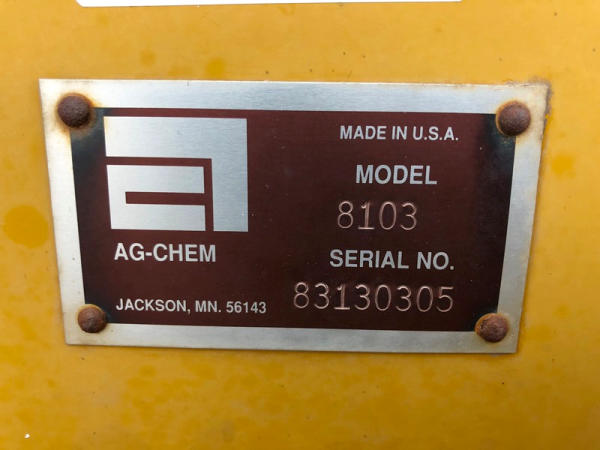 MADE IN U.S.A.
MODEL
8103
AG-CHEM
SERIAL NO.
JACKSON, MN. 56143
83130305